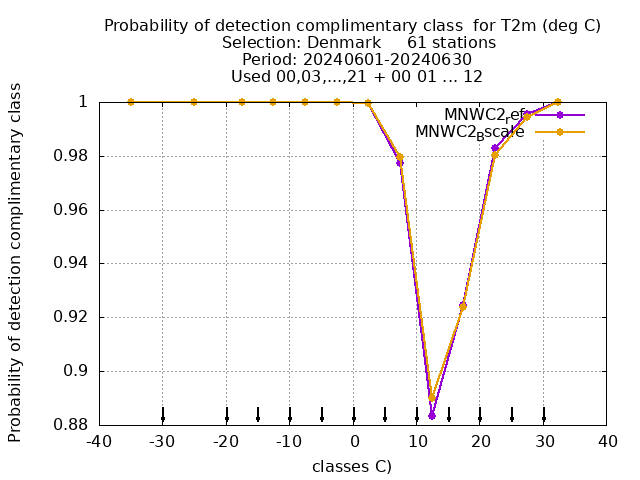 Probability of detection complimentary class  for T2m (deg C)
Selection: Denmark     61 stations
Period: 20240601-20240630
Used 00,03,...,21 + 00 01 ... 12
Probability of detection complimentary class
MNWC2ref
MNWC2Bscale
1
0.98
0.96
0.94
0.92
0.9
0.88
-40
-30
-20
-10
0
10
20
30
40
classes C)